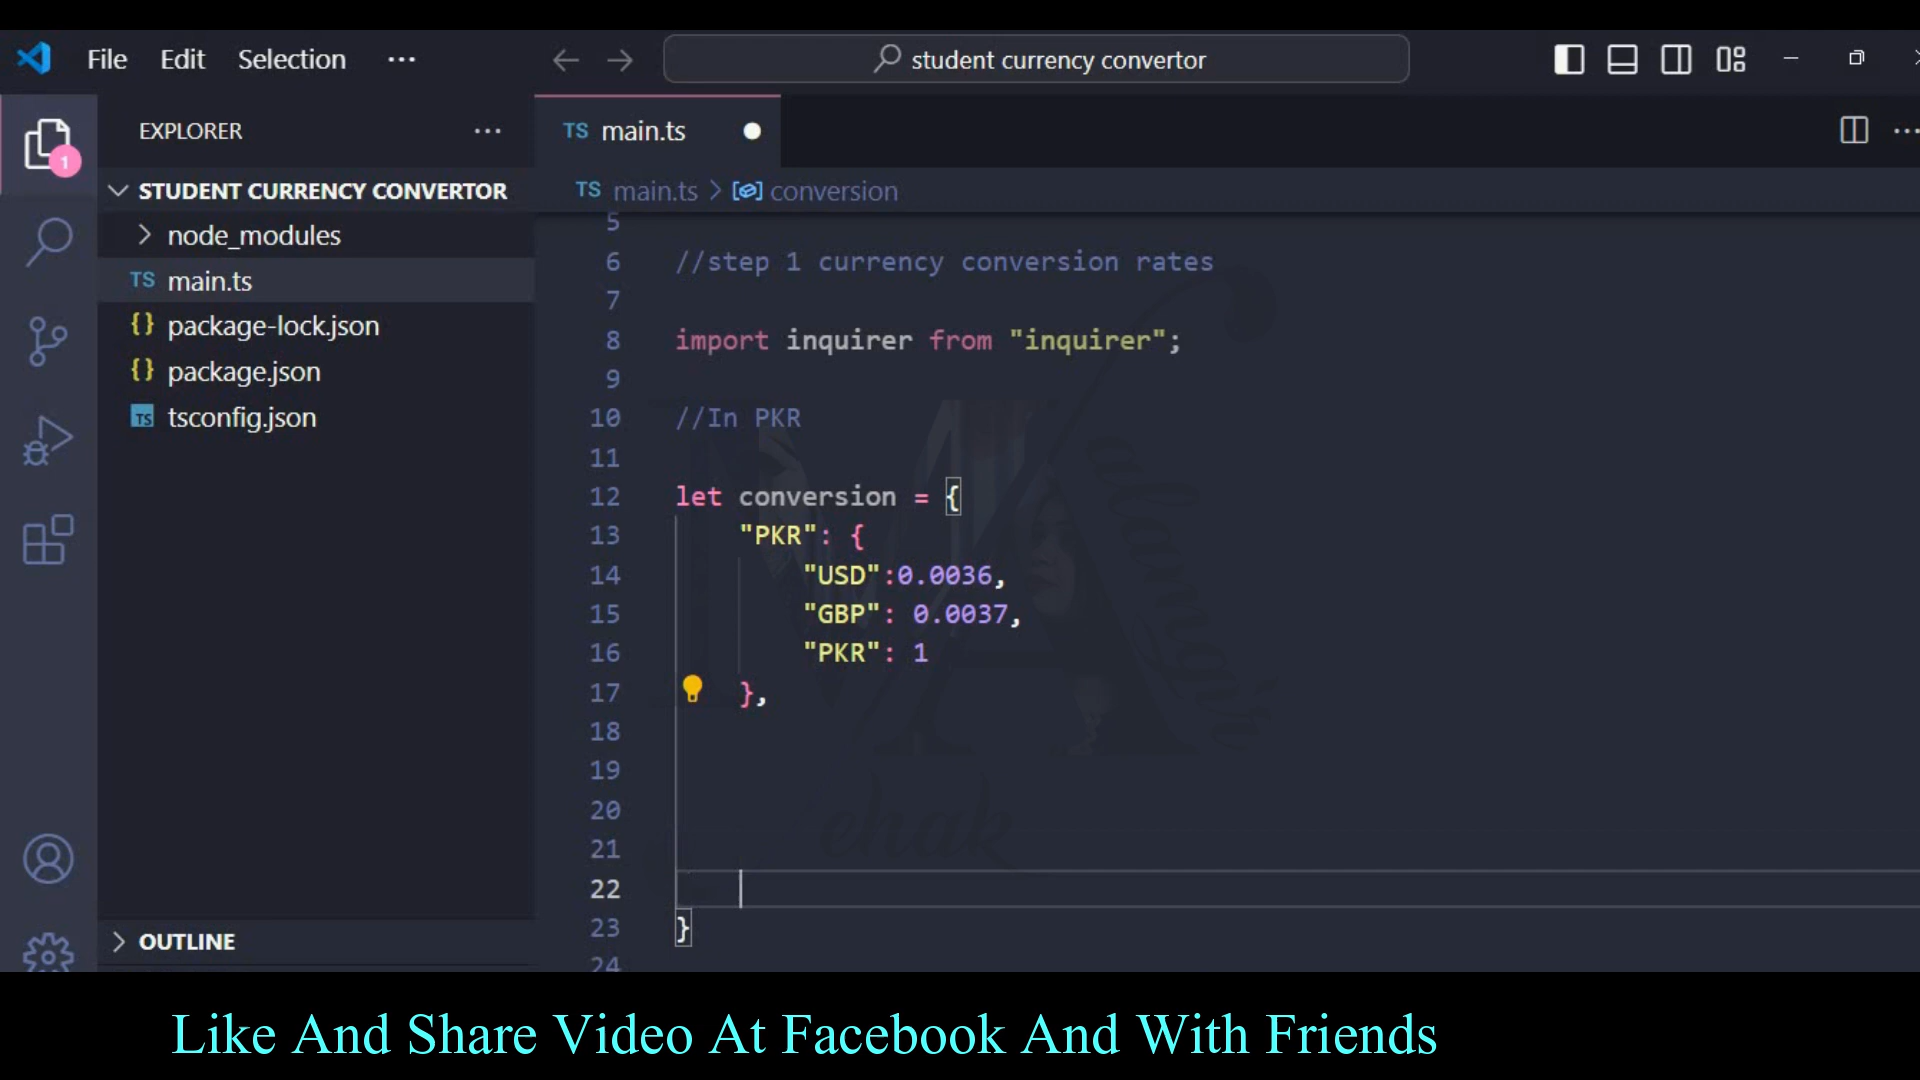 File Edit Selection ...
student currency convertor
EXPLORER ...
1
STUDENT CURRENCY CONVERTOR
node_modules
TS main.ts
{} package-lock.json
{} package.json
TS tsconfig.json
OUTLINE
TS main.ts
TS main.ts > conversion
5
6 //step 1 currency conversion rates
7
8 import inquirer from "inquirer";
9
10 //In PKR
11
12 let conversion = {
13 "PKR": {
14 "USD":0.0036,
15 "GBP": 0.0037,
16 "PKR": 1
17 },
18
19
20
21
22
23 }
24
Like And Share Video At Facebook And With Friends